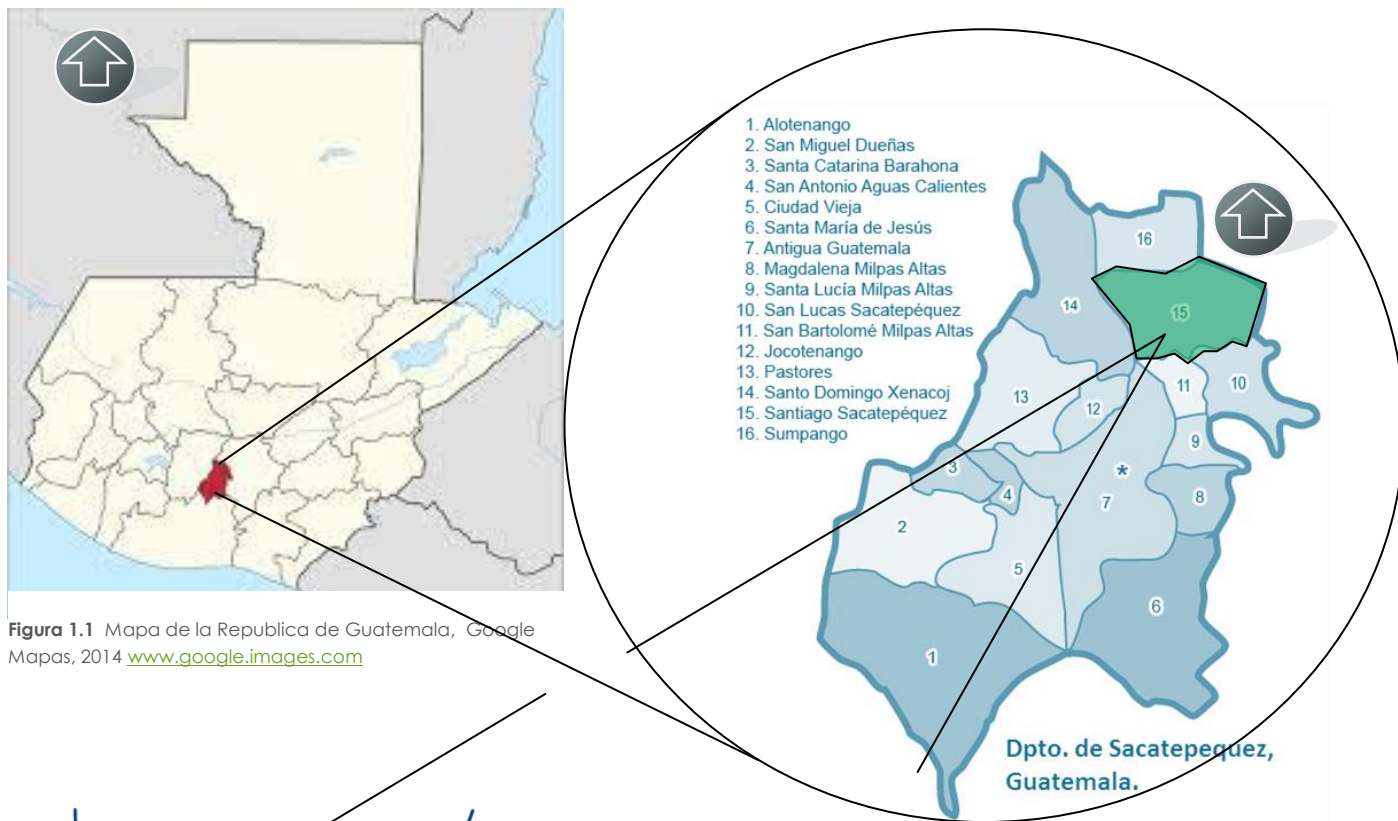 1. Alotenango
2. San Miguel Dueñas
3. Santa Catarina Barahona
4. San Antonio Aguas Calientes
5. Ciudad Vieja
6. Santa María de Jesús
7. Antigua Guatemala
8. Magdalena Milpas Altas
9. Santa Lucía Milpas Altas
10. San Lucas Sacatepéquez
11. San Bartolomé Milpas Altas
12. Jocotenango
13. Pastores
14. Santo Domingo Xenacoj
15. Santiago Sacatepéquez
16. Sumpango
16
14
15
13
12
11
10
9
3
4
*
7
8
2
5
6
1
Figura 1.1 Mapa de la Republica de Guatemala, Google
Mapas, 2014 www.google.images.com
Dpto. de Sacatepequez,
Guatemala.